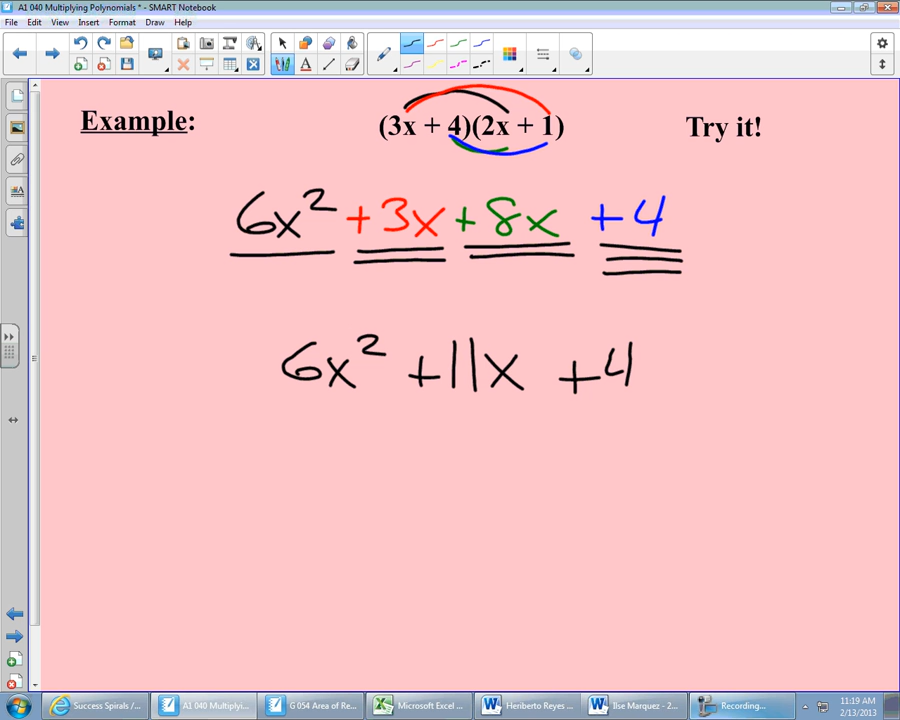 A1 040 Multiplying Polynomials * - SMART Notebook
File Edit View Insert Format Draw Help
Example: (3x + 4)(2x + 1) Try it!
6x² +3x +8x +4
6x² +11x +4
Success Spirals /... A1 040 Multiplyi... G 054 Area of Re... Microsoft Excel ... Heriberto Reyes ... Ilse Marquez - 2... Recording... 11:19 AM
2/13/2013